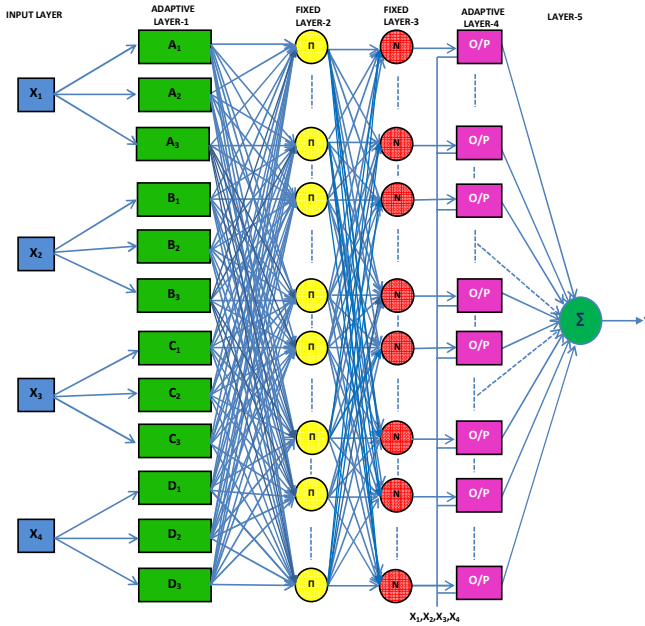 INPUT LAYER
ADAPTIVE
LAYER-1
FIXED
LAYER-2
FIXED
LAYER-3
ADAPTIVE
LAYER-4
LAYER-5
X1
X2
X3
X4
A1
A2
A3
B1
B2
B3
C1
C2
C3
D1
D2
D3
Π
Π
Π
Π
Π
Π
Π
Π
N
N
N
N
N
N
N
N
O/P
O/P
O/P
O/P
O/P
O/P
O/P
O/P
Σ
X1,X2,X3,X4